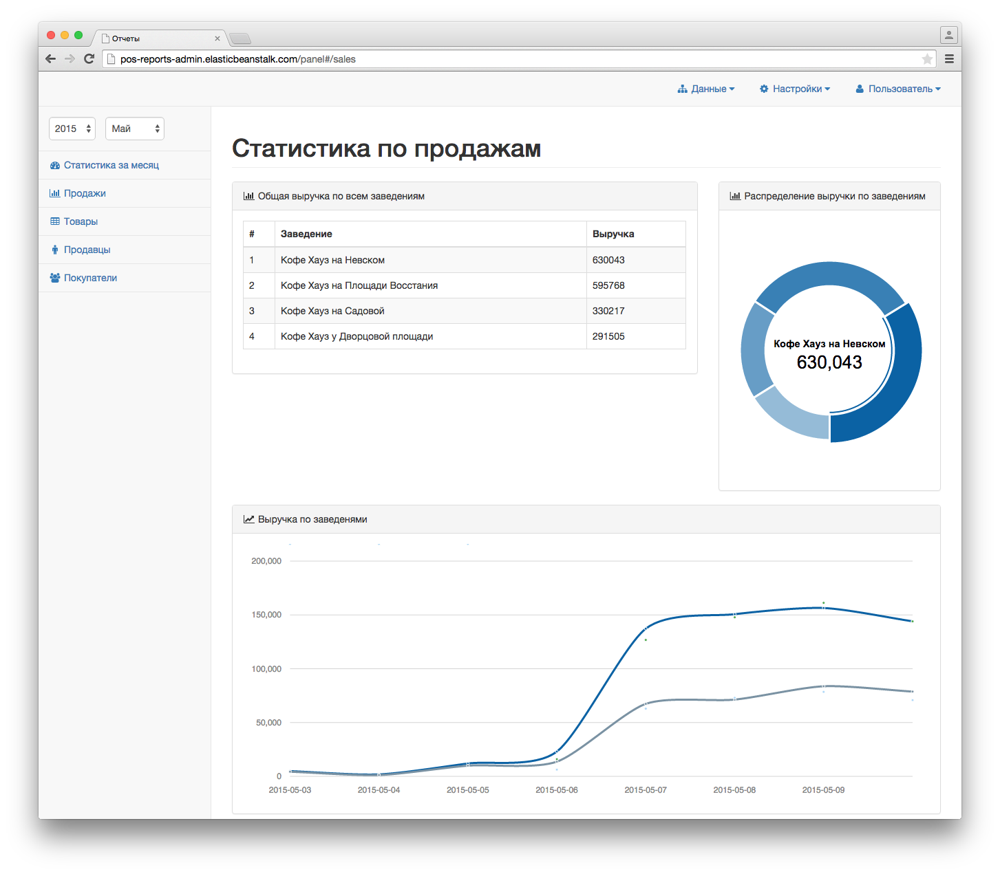 Отчеты
pos-reports-admin.elasticbeanstalk.com/panel#/sales
Данные Настройки Пользователь
2015 Май
Статистика за месяц
Продажи
Товары
Продавцы
Покупатели
Статистика по продажам
Общая выручка по всем заведениям
# Заведение Выручка
1 Кофе Хауз на Невском 630043
2 Кофе Хауз на Площади Восстания 595768
3 Кофе Хауз на Садовой 330217
4 Кофе Хауз у Дворцовой площади 291505
Распределение выручки по заведениям
Кофе Хауз на Невском
630,043
Выручка по заведенями
200,000
150,000
100,000
50,000
0
2015-05-03 2015-05-04 2015-05-05 2015-05-06 2015-05-07 2015-05-08 2015-05-09